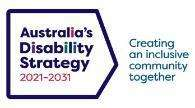 Australia's
Disability
Strategy
2021-2031
Creating
an inclusive
community
together